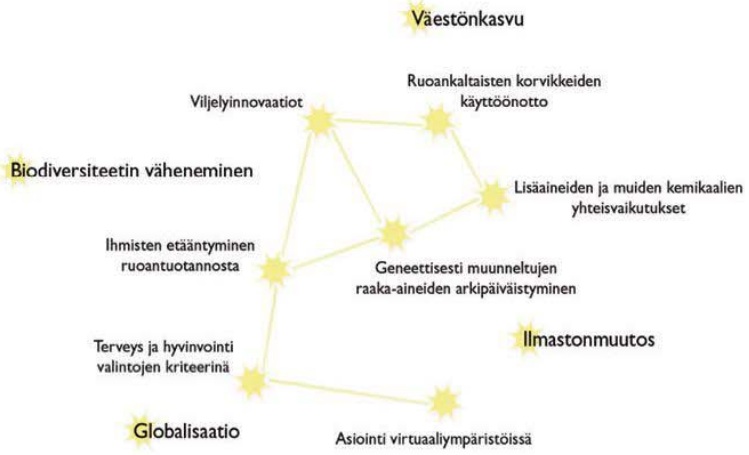 Väestönkasvu
Ruoankaltaisten korvikkeiden
käyttöönotto
Viljelyinnovaatiot
Biodiversiteetin väheneminen
Lisäaineiden ja muiden kemikaalien
yhteisvaikutukset
Ihmisten etääntyminen
ruoantuotannosta
Geneettisesti muunneltujen
raaka-aineiden arkipäiväistyminen
Ilmastonmuutos
Terveys ja hyvinvointi
valintojen kriteerinä
Globalisaatio
Asiointi virtuaaliympäristöissä